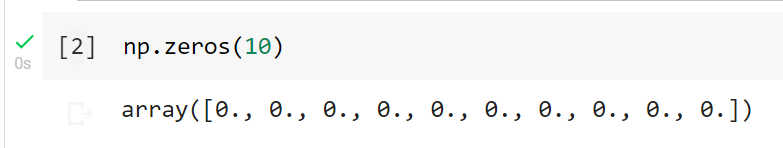 [2] np.zeros(10)
0s
array([0., 0., 0., 0., 0., 0., 0., 0., 0., 0.])